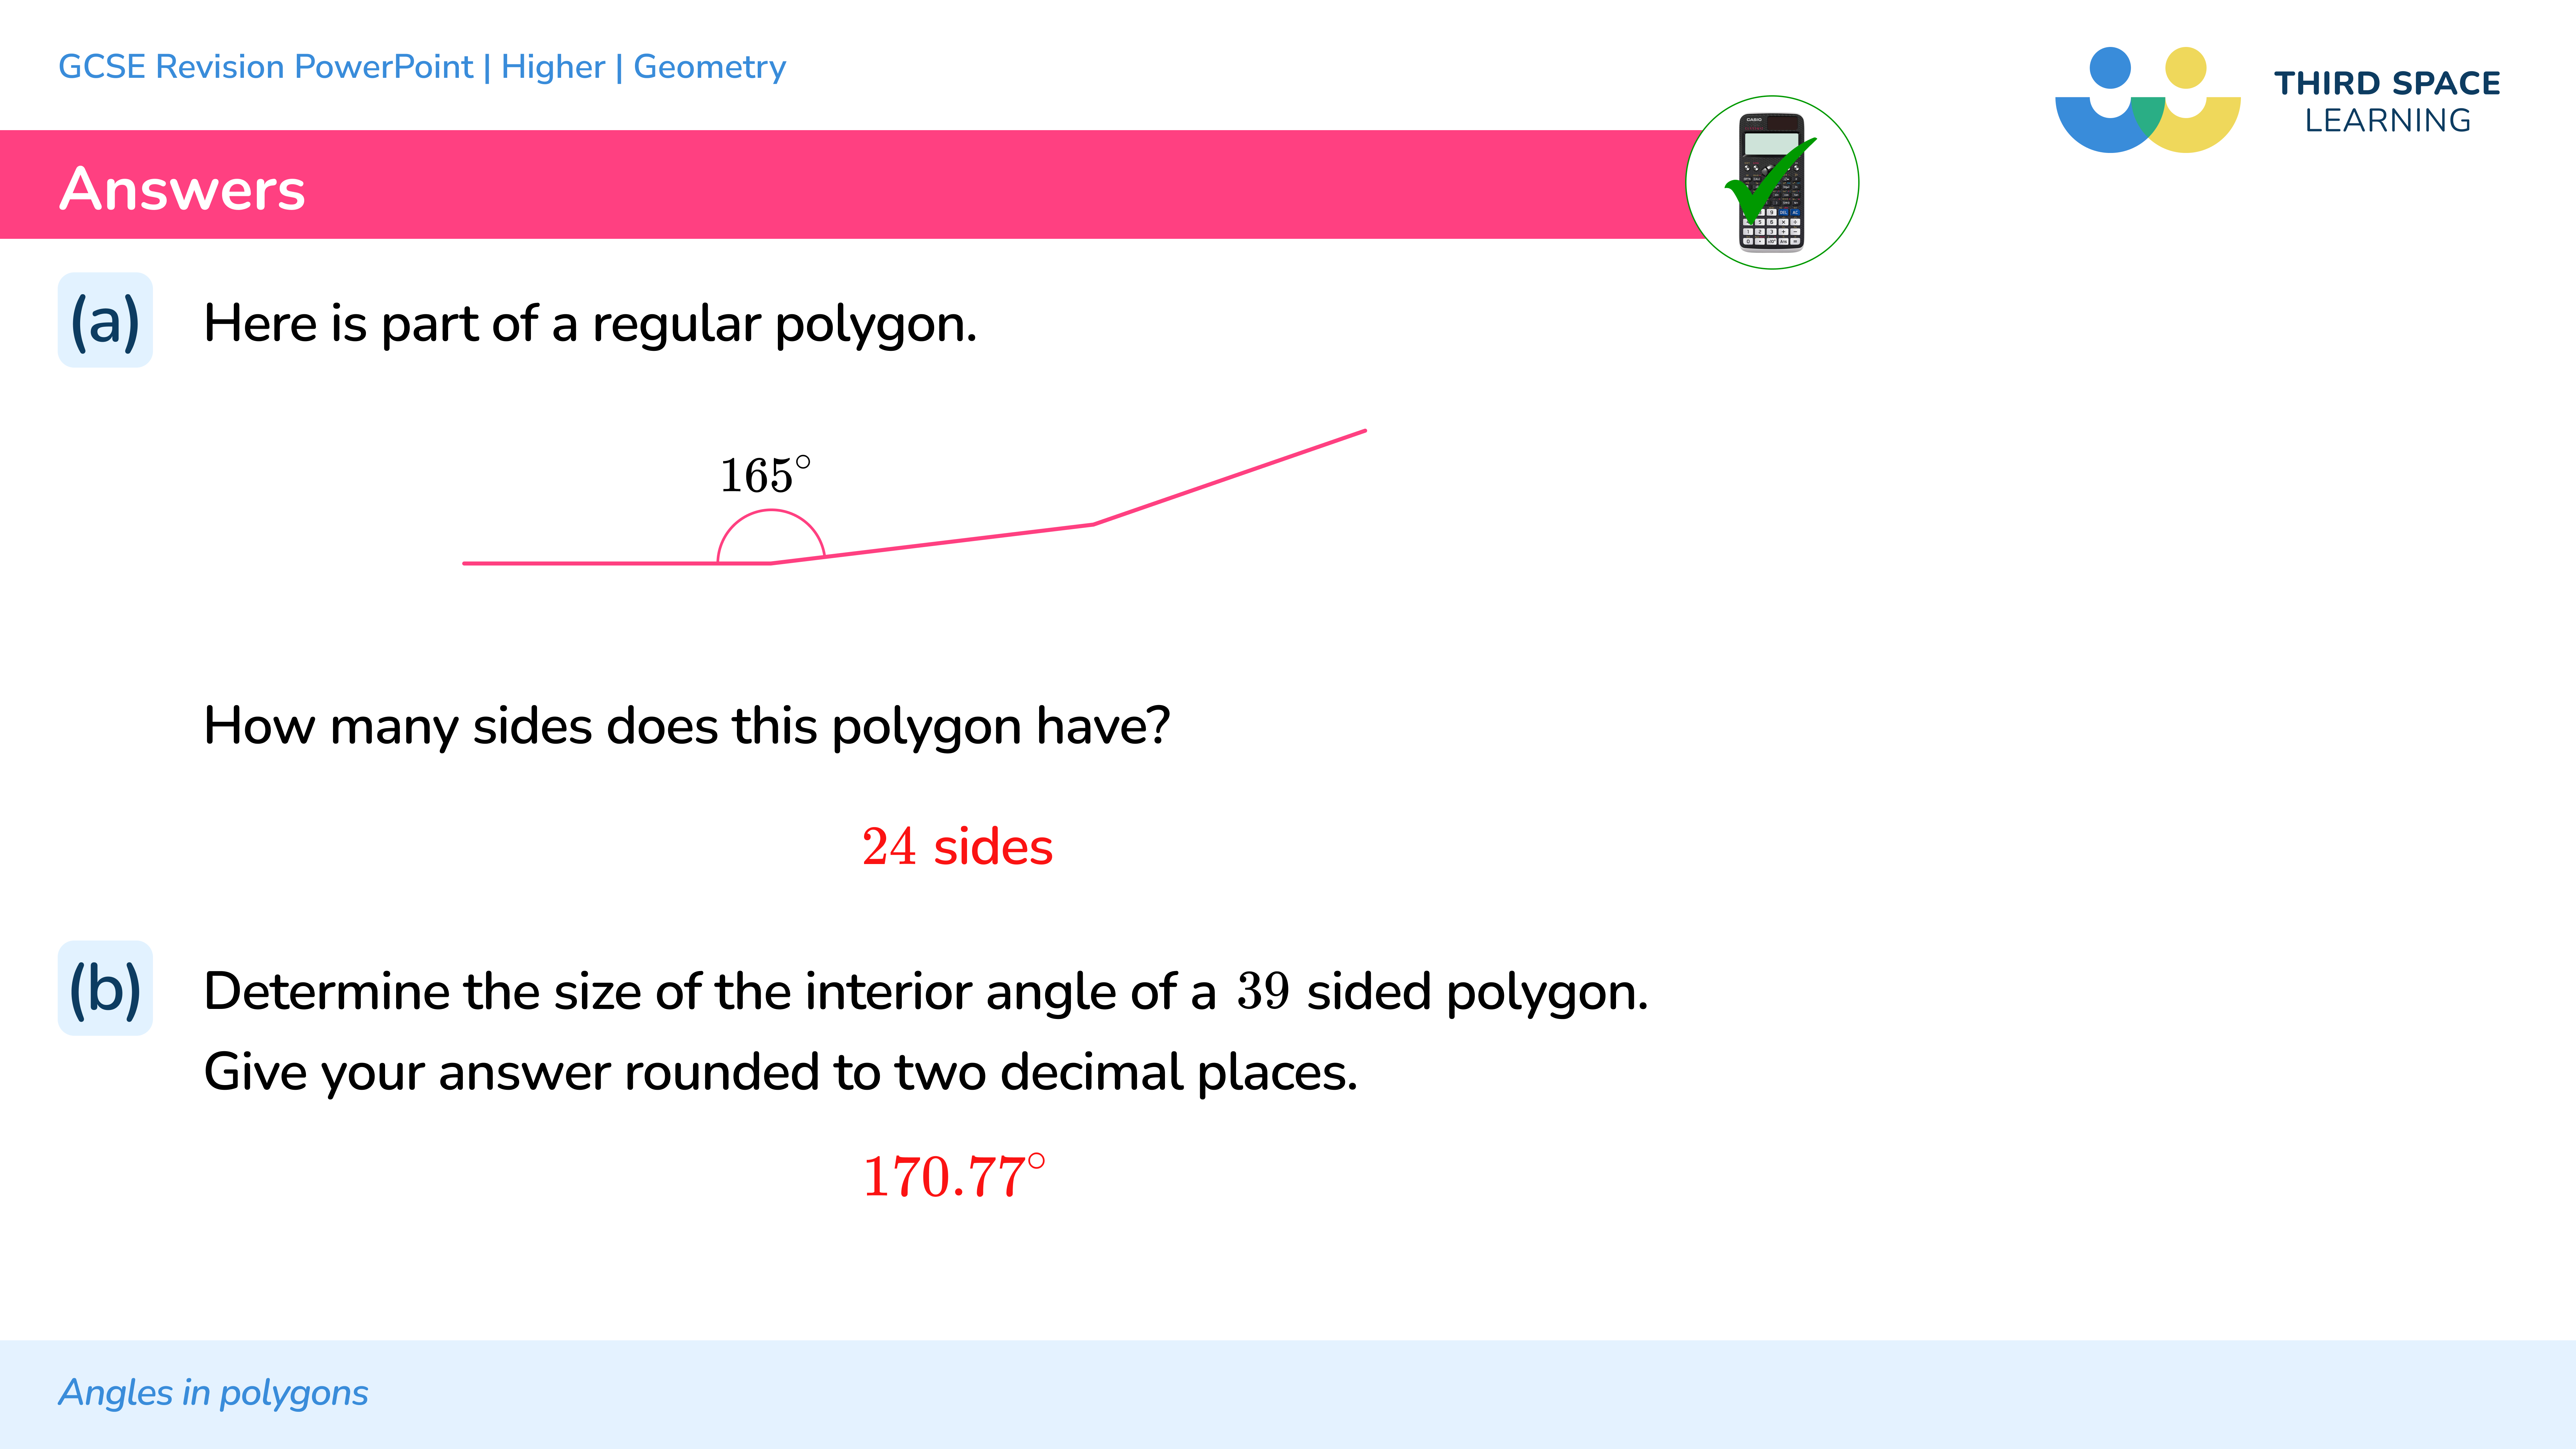 GCSE Revision PowerPoint | Higher | Geometry
THIRD SPACE
LEARNING
Answers
CASIO
(a) Here is part of a regular polygon.
165°
How many sides does this polygon have?
24 sides
(b) Determine the size of the interior angle of a 39 sided polygon.
Give your answer rounded to two decimal places.
170.77°
Angles in polygons